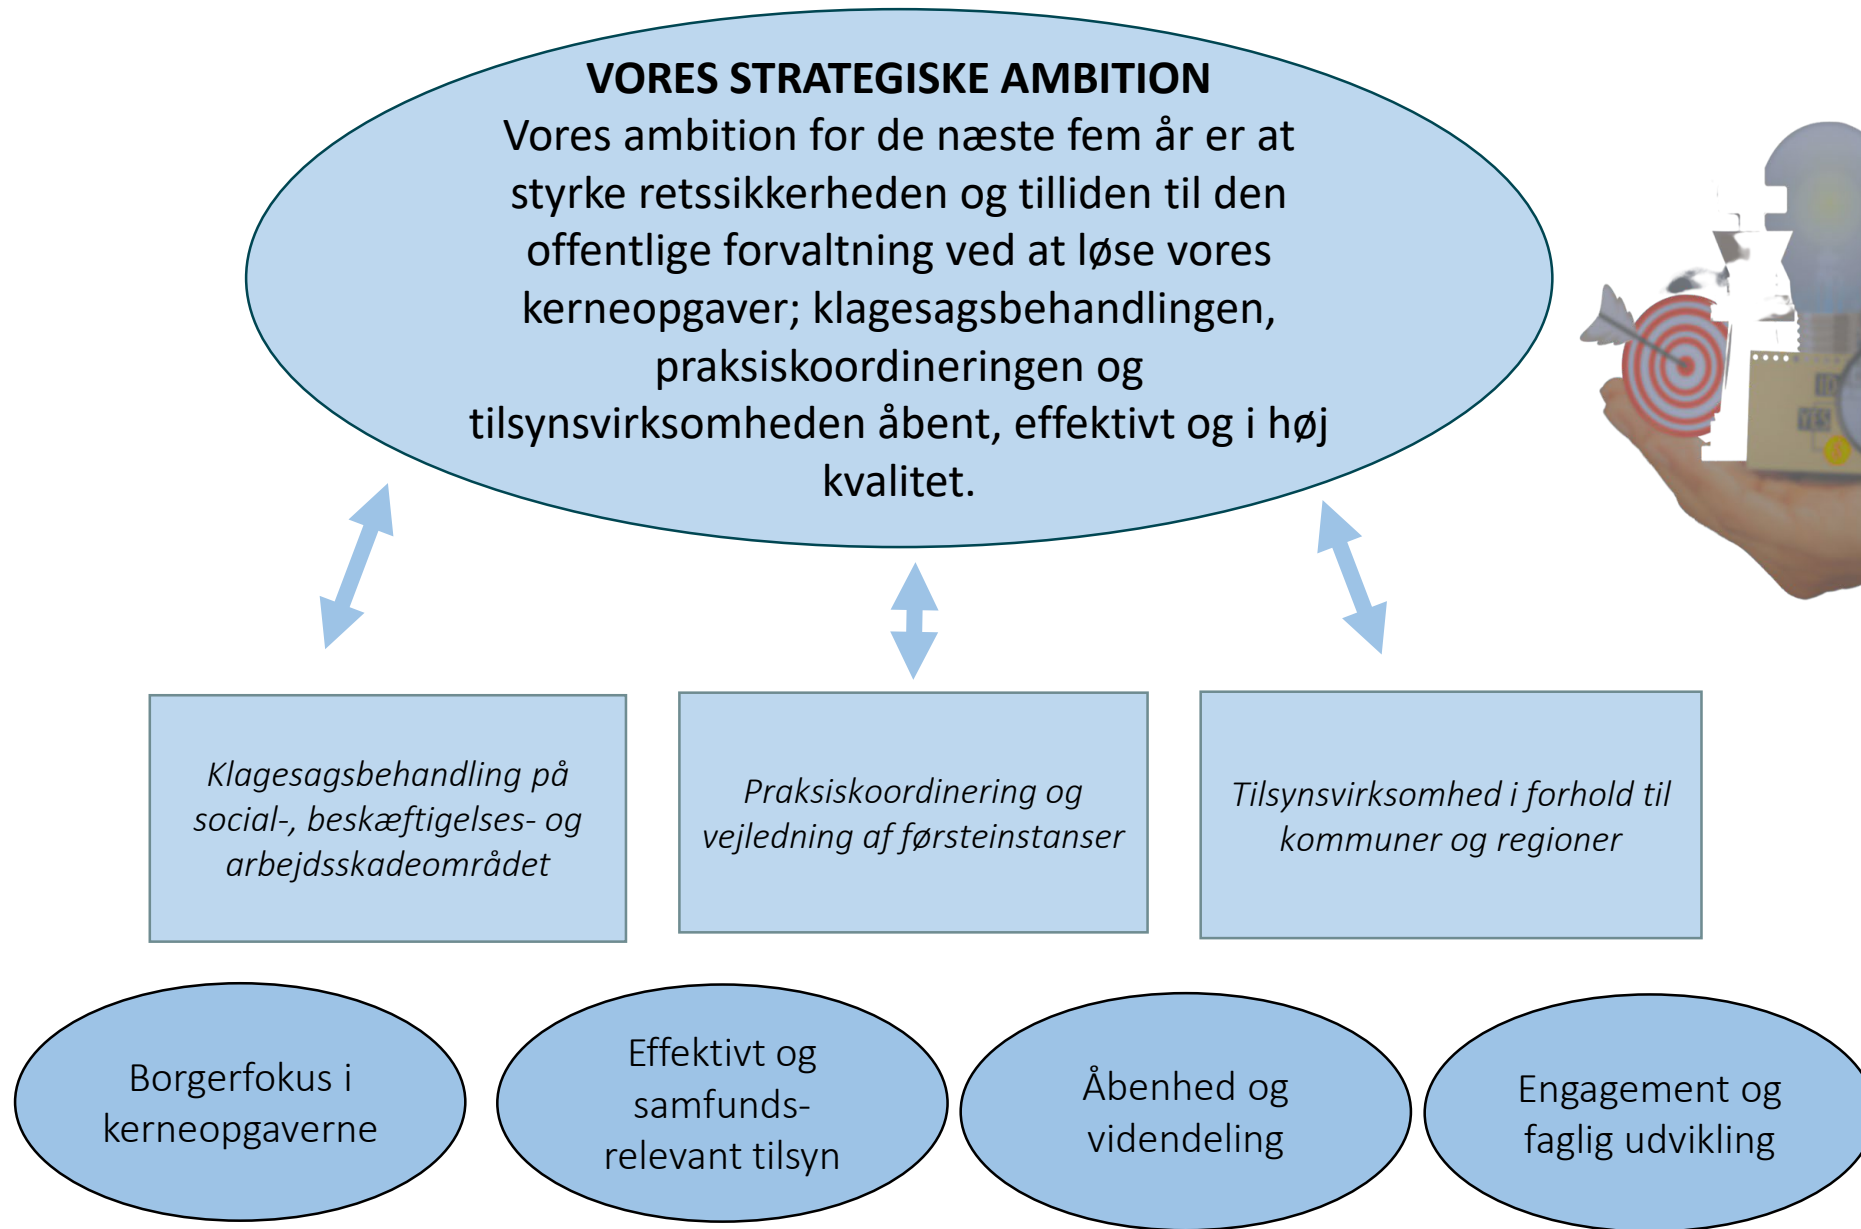 VORES STRATEGISKE AMBITION
Vores ambition for de næste fem år er at
styrke retssikkerheden og tilliden til den
offentlige forvaltning ved at løse vores
kerneopgaver; klagesagsbehandlingen,
praksiskoordineringen og
tilsynsvirksomheden åbent, effektivt og i høj
kvalitet.
YES
Klagesagsbehandling på
social-, beskæftigelses- og
arbejdsskadeområdet
Praksiskoordinering og
vejledning af førsteinstanser
Tilsynsvirksomhed i forhold til
kommuner og regioner
Borgerfokus i
kerneopgaverne
Effektivt og
samfunds-
relevant tilsyn
Åbenhed og
videndeling
Engagement og
faglig udvikling